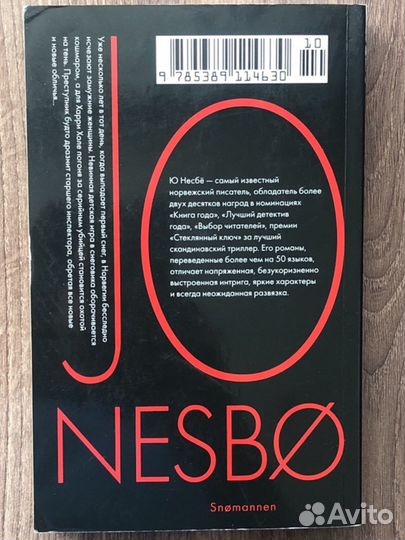 JO
10
9 785389 114630
Уже несколько лет в тот день, когда выпадает первый снег, в Норвегии бесследно
исчезают замужние женщины. Невинная детская игра в снеговика оборачивается
кошмаром, а для Харри Холе погоня за серийным убийцей становится охотой
на тень. Преступник будто дразнит старшего инспектора, обретая все новые
и новые обличья...
Ю Несбё — самый известный
норвежский писатель, обладатель более
двух десятков наград в номинациях
«Книга года», «Лучший детектив
года», «Выбор читателей», премии
«Стеклянный ключ» за лучший
скандинавский триллер. Его романы,
переведенные более чем на 50 языков,
отличает напряженная, безукоризненно
выстроенная интрига, яркие характеры
и всегда неожиданная развязка.
NESBØ
Snømannen
Avito